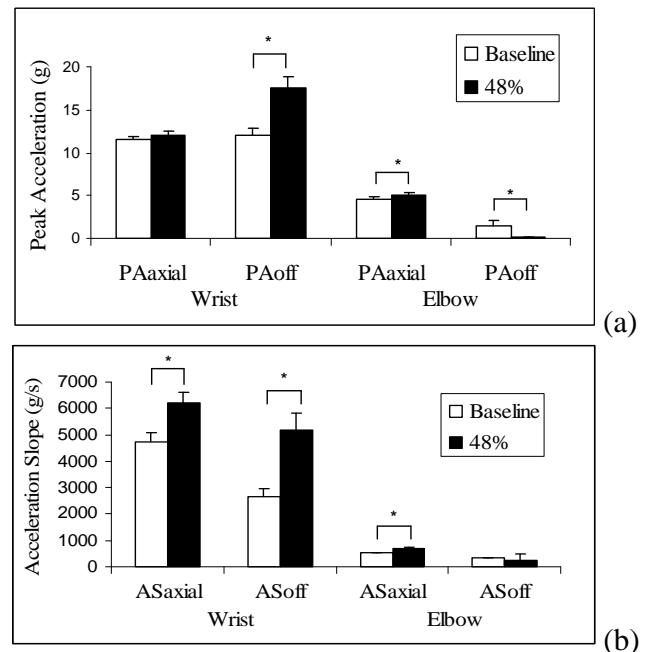 *
Baseline
48%
20
15
10
5
0
Peak Acceleration (g)
*
*
PAaxial PAoff PAaxial PAoff
Wrist Elbow
(a)
*
*
7000
6000
5000
4000
3000
2000
1000
0
Acceleration Slope (g/s)
Baseline
48%
*
ASaxial ASoff ASaxial ASoff
Wrist Elbow
(b)